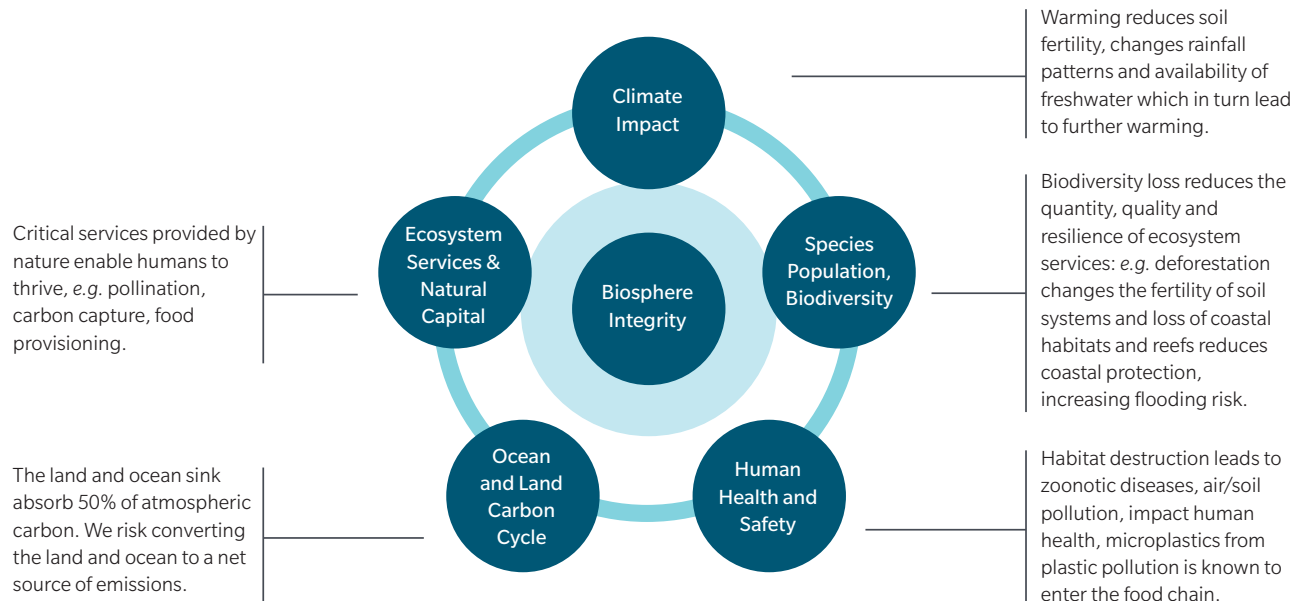 Climate
Impact
Warming reduces soil
fertility, changes rainfall
patterns and availability of
freshwater which in turn lead
to further warming.
Species
Population,
Biodiversity
Biodiversity loss reduces the
quantity, quality and
resilience of ecosystem
services: e.g. deforestation
changes the fertility of soil
systems and loss of coastal
habitats and reefs reduces
coastal protection,
increasing flooding risk.
Human
Health and
Safety
Habitat destruction leads to
zoonotic diseases, air/soil
pollution, impact human
health, microplastics from
plastic pollution is known to
enter the food chain.
Ocean
and Land
Carbon
Cycle
The land and ocean sink
absorb 50% of atmospheric
carbon. We risk converting
the land and ocean to a net
source of emissions.
Ecosystem
Services &
Natural
Capital
Critical services provided by
nature enable humans to
thrive, e.g. pollination,
carbon capture, food
provisioning.
Biosphere
Integrity